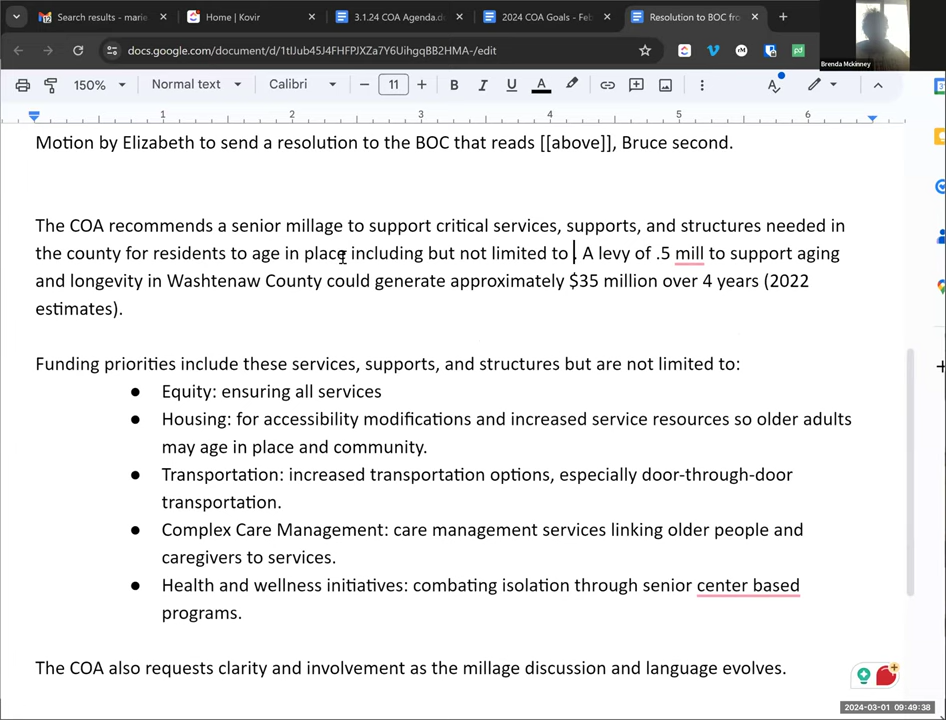 Search results - marie
Home | Kovir
3.1.24 COA Agenda.d
2024 COA Goals - Feb
Resolution to BOC fro
docs.google.com/document/d/1tIJub45J4FHFPJXZa7Y6UihgqBB2HMA-/edit
Brenda Mckinney
150% Normal text Calibri 11 B I U A
1 2 3 4 5 6
Motion by Elizabeth to send a resolution to the BOC that reads [[above]], Bruce second.
The COA recommends a senior millage to support critical services, supports, and structures needed in
the county for residents to age in place including but not limited to . A levy of .5 mill to support aging
and longevity in Washtenaw County could generate approximately $35 million over 4 years (2022
estimates).
Funding priorities include these services, supports, and structures but are not limited to:
● Equity: ensuring all services
● Housing: for accessibility modifications and increased service resources so older adults
may age in place and community.
● Transportation: increased transportation options, especially door-through-door
transportation.
● Complex Care Management: care management services linking older people and
caregivers to services.
● Health and wellness initiatives: combating isolation through senior center based
programs.
The COA also requests clarity and involvement as the millage discussion and language evolves.
2024-03-01 09:49:38